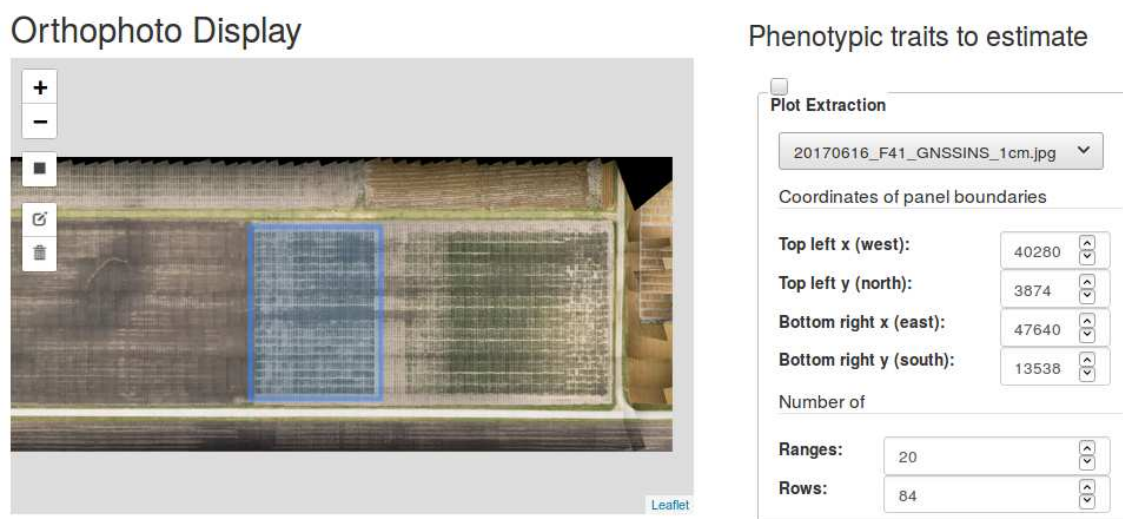 Orthophoto Display
+
−
Leaflet
Phenotypic traits to estimate
Plot Extraction
20170616_F41_GNSSINS_1cm.jpg
Coordinates of panel boundaries
Top left x (west): 40280
Top left y (north): 3874
Bottom right x (east): 47640
Bottom right y (south): 13538
Number of
Ranges: 20
Rows: 84